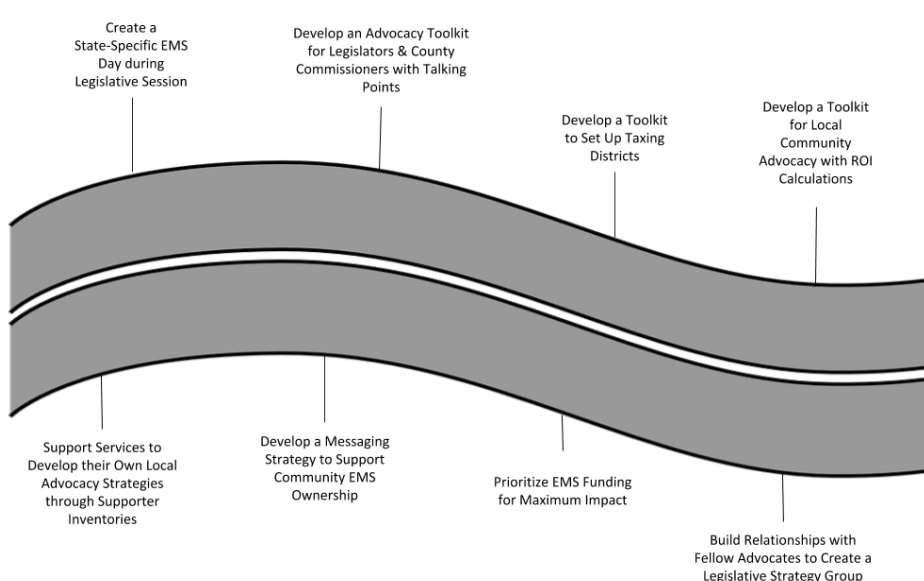 Create a
State-Specific EMS
Day during
Legislative Session
Develop an Advocacy Toolkit
for Legislators & County
Commissioners with Talking
Points
Develop a Toolkit
to Set Up Taxing
Districts
Develop a Toolkit
for Local
Community
Advocacy with ROI
Calculations
Support Services to
Develop their Own Local
Advocacy Strategies
through Supporter
Inventories
Develop a Messaging
Strategy to Support
Community EMS
Ownership
Prioritize EMS Funding
for Maximum Impact
Build Relationships with
Fellow Advocates to Create a
Legislative Strategy Group